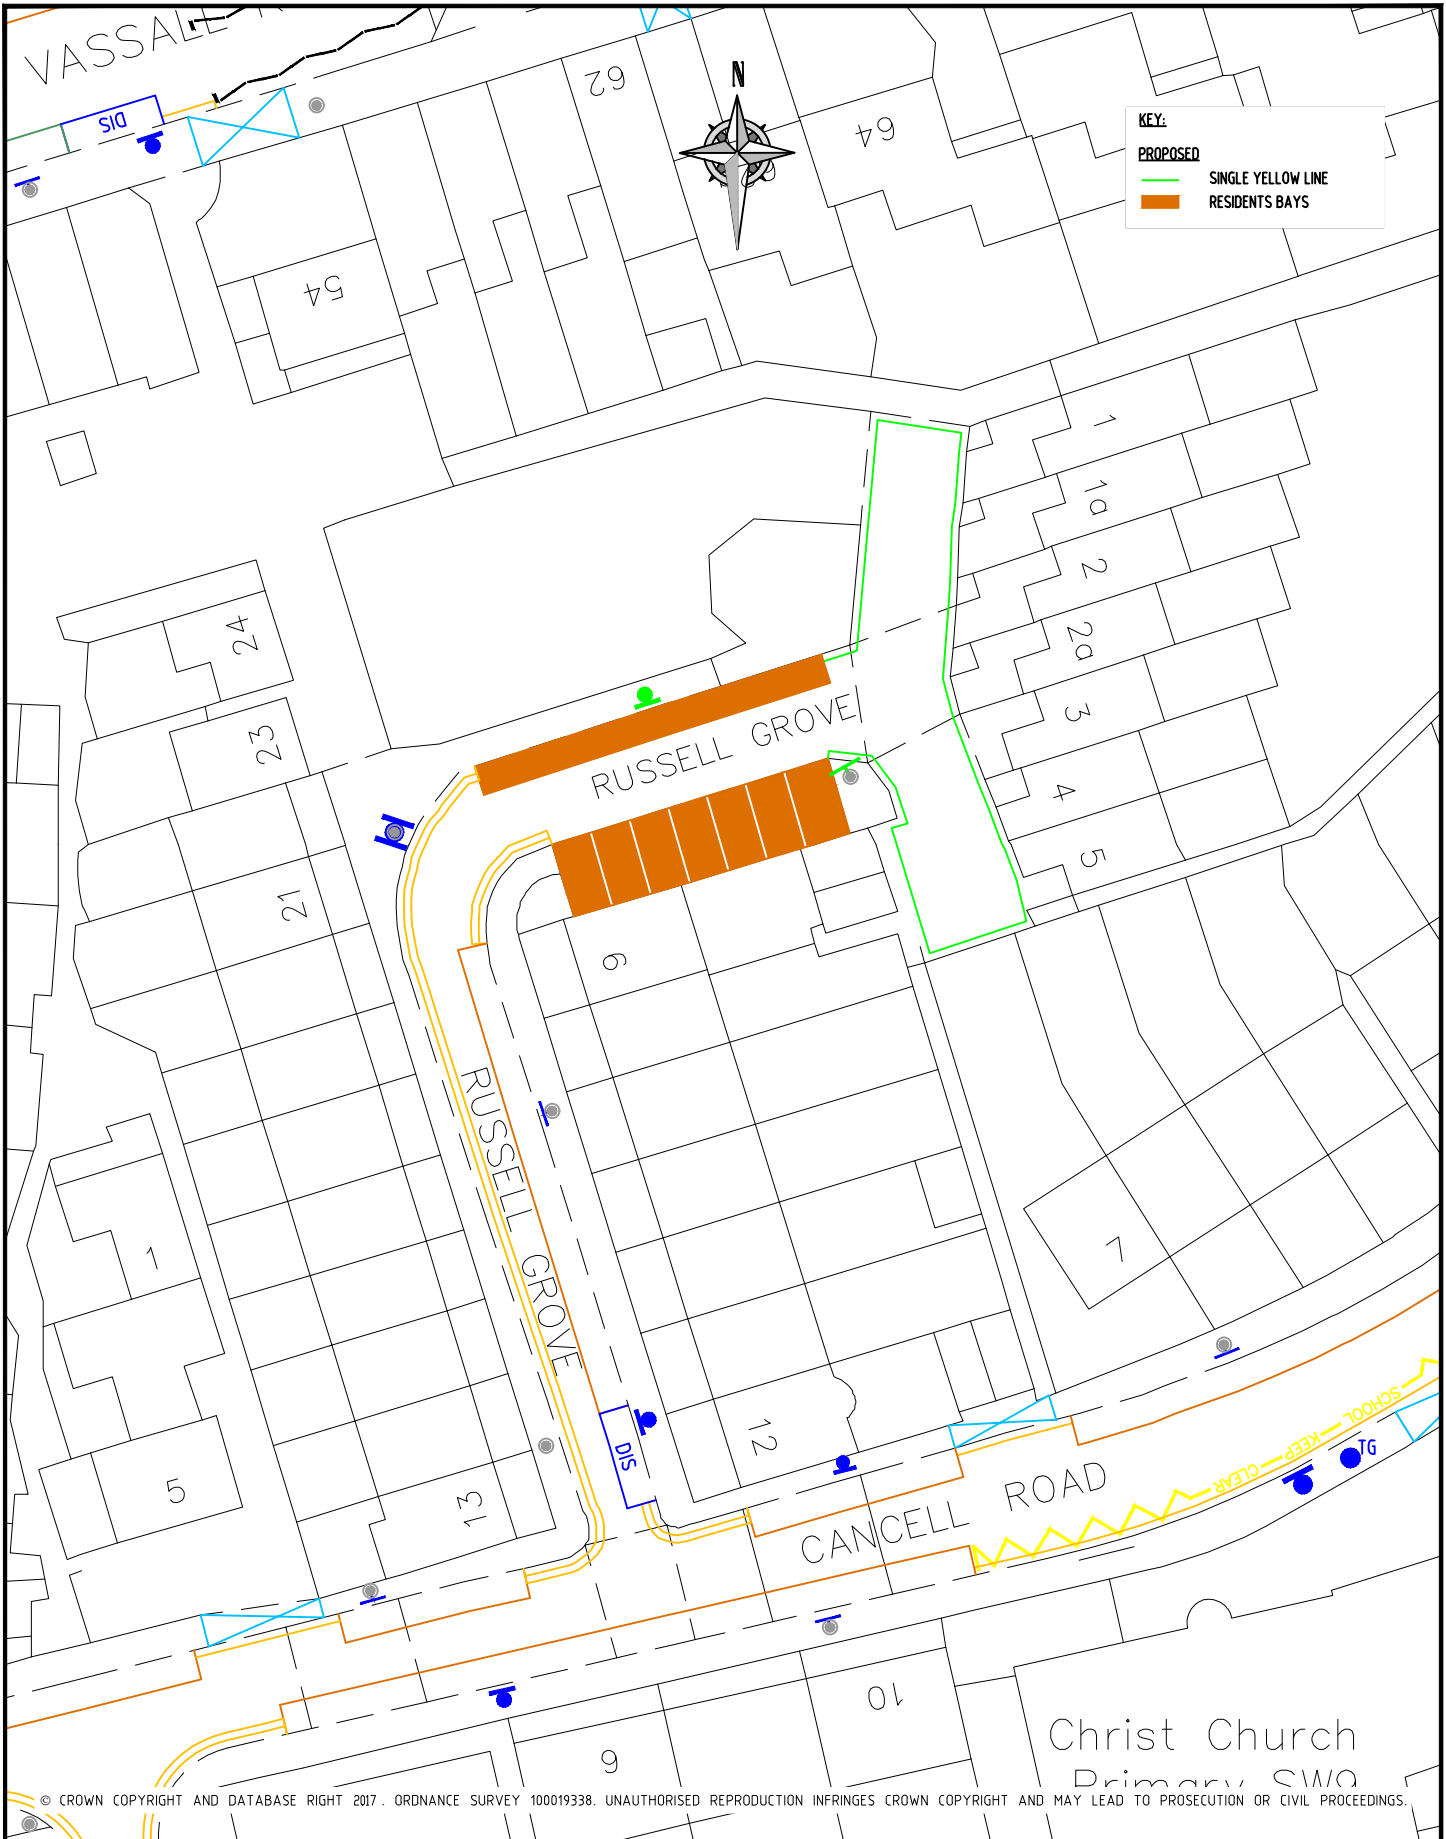 VASSALL
DIS
62
N
64
KEY:
PROPOSED
SINGLE YELLOW LINE
RESIDENTS BAYS
54
1
1a
2
2a
3
4
5
24
23
21
RUSSELL GROVE
6
RUSSELL GROVE
1
7
5
13
12
DIS
SCHOOL KEEP CLEAR
TG
CANCELL ROAD
10
9
Christ Church
Primary SW9
© CROWN COPYRIGHT AND DATABASE RIGHT 2017. ORDNANCE SURVEY 100019338. UNAUTHORISED REPRODUCTION INFRINGES CROWN COPYRIGHT AND MAY LEAD TO PROSECUTION OR CIVIL PROCEEDINGS.